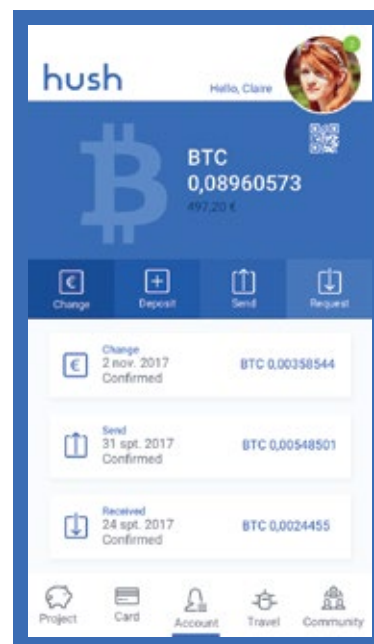 hush
Hello, Claire
BTC
0,08960573
497,20 €
Change
Deposit
Send
Request
Change
2 nov. 2017
Confirmed
BTC 0,00358544
Send
31 spt. 2017
Confirmed
BTC 0,00548501
Received
24 spt. 2017
Confirmed
BTC 0,0024455
Project
Card
Account
Travel
Community